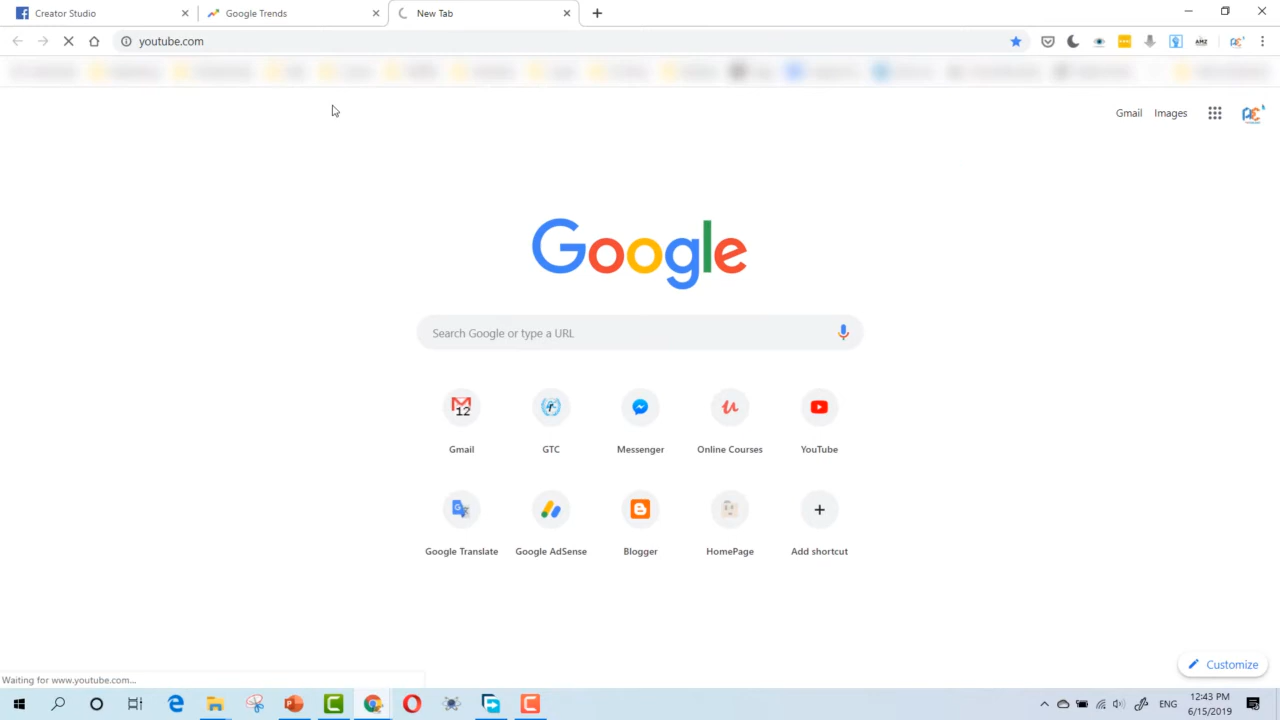 Creator Studio
Google Trends
New Tab
youtube.com
Gmail
Images
Google
Search Google or type a URL
12
Gmail
GTC
Messenger
Online Courses
YouTube
Google Translate
Google AdSense
Blogger
HomePage
Add shortcut
Customize
Waiting for www.youtube.com...
ENG
12:43 PM
6/15/2019